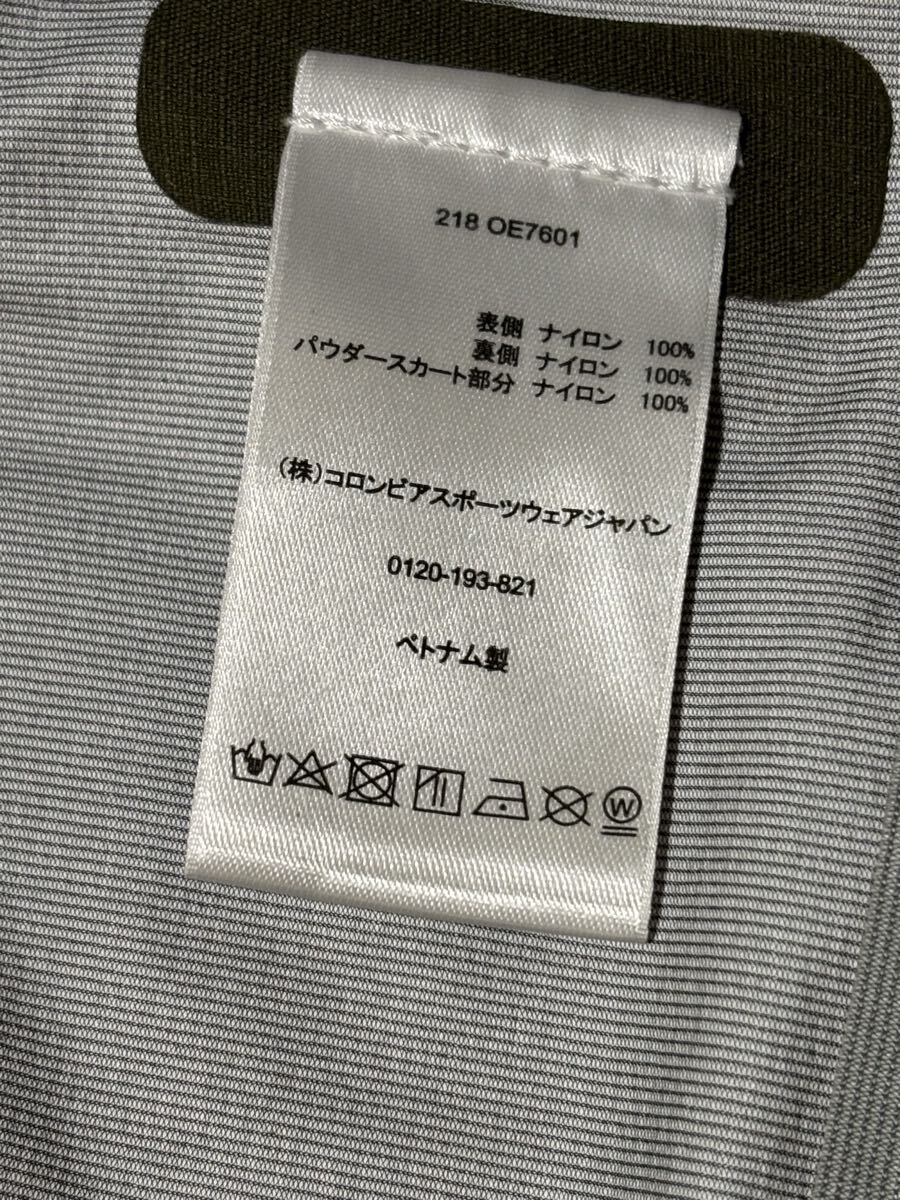 218 OE7601
表側 ナイロン 100%
裏側 ナイロン 100%
パウダースカート部分 ナイロン 100%
(株)コロンビアスポーツウェアジャパン
0120-193-821
ベトナム製
W